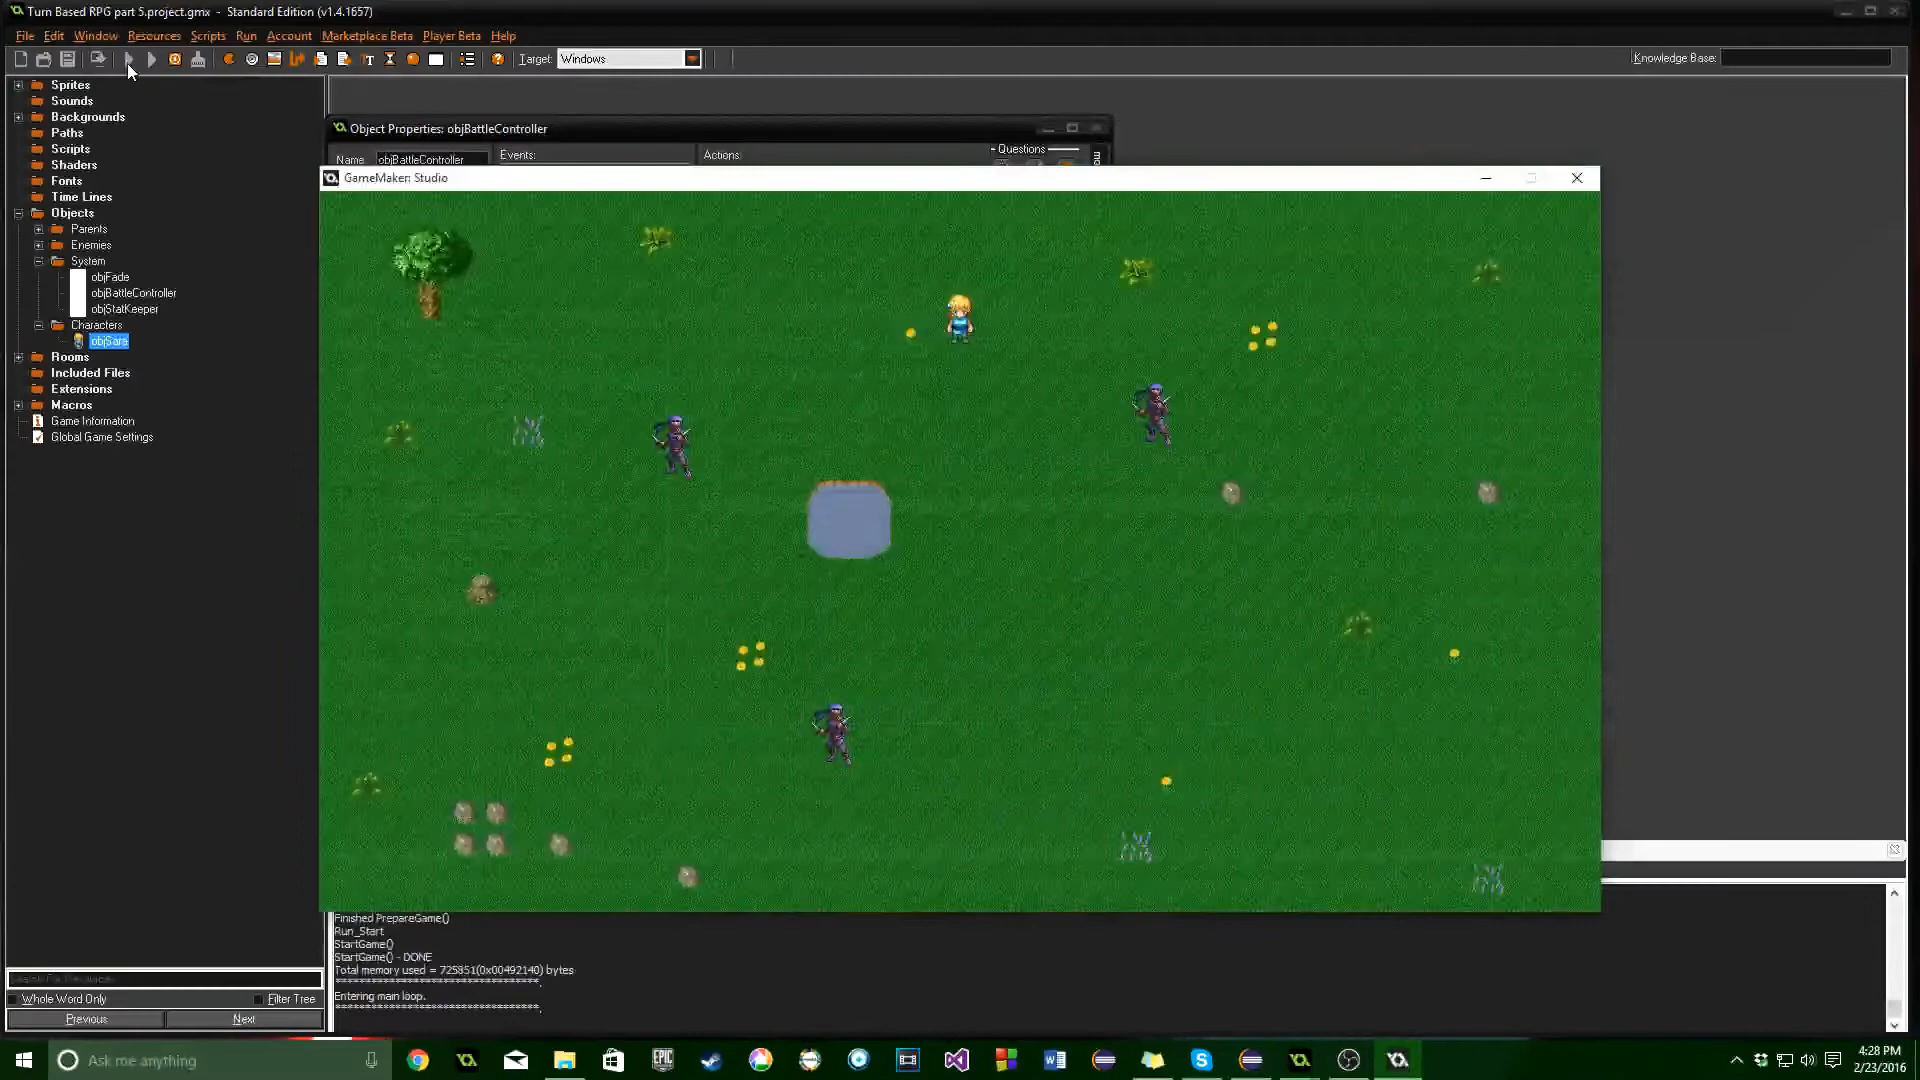 Turn Based RPG part 5.project.gmx - Standard Edition (v1.4.1657)
File Edit Window Resources Scripts Run Account Marketplace Beta Player Beta Help
Target: Windows Knowledge Base:
Sprites
Sounds
Backgrounds
Paths
Scripts
Shaders
Fonts
Time Lines
Objects
Parents
Enemies
System
objFade
objBattleController
objStatKeeper
Characters
objSara
Rooms
Included Files
Extensions
Macros
Game Information
Global Game Settings
Object Properties: objBattleController
Name objBattleController Events: Actions: Questions
GameMaker: Studio
Finished PrepareGame()
Run_Start
StartGame()
StartGame() - DONE
Total memory used = 725851(0x00492140) bytes
Entering main loop.
Whole Word Only Filter Tree
Previous Next
Ask me anything
4:28 PM
2/23/2016